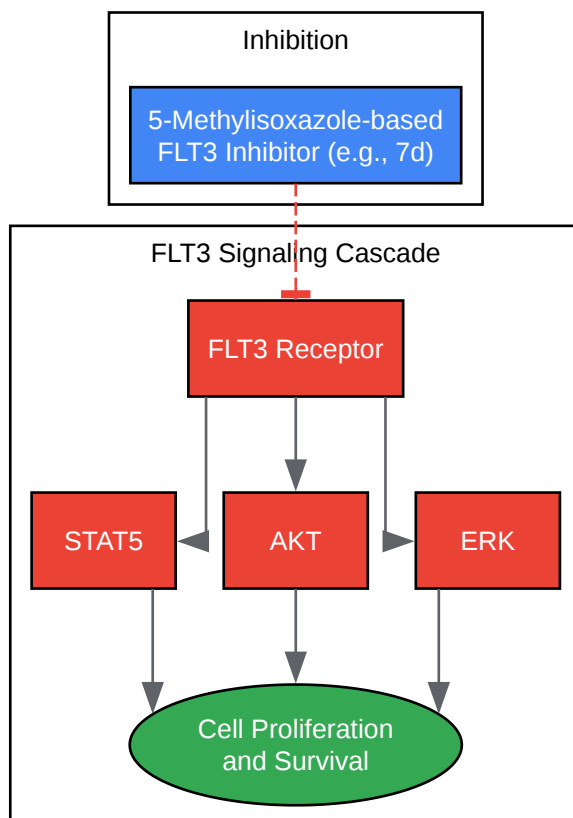 Inhibition
5-Methylisoxazole-based
FLT3 Inhibitor (e.g., 7d)
FLT3 Signaling Cascade
FLT3 Receptor
STAT5
AKT
ERK
Cell Proliferation
and Survival